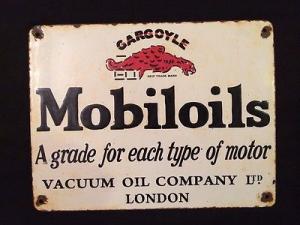 GARGOYLE
Mobiloils
A grade for each type of motor
VACUUM OIL COMPANY LTD
LONDON